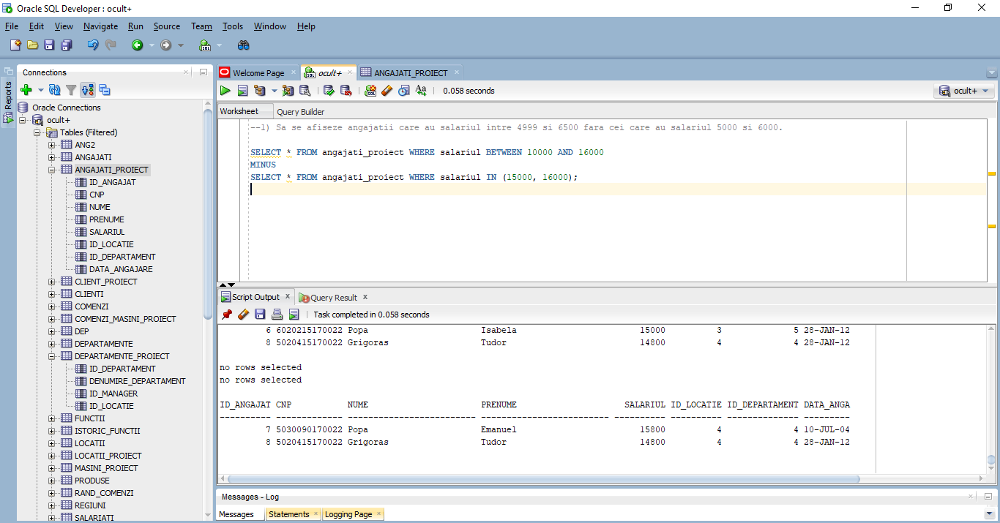 Oracle SQL Developer : ocult+
File Edit View Navigate Run Source Team Tools Window Help
Reports
Connections
Oracle Connections
ocult+
Tables (Filtered)
ANG2
ANGAJATI
ANGAJATI_PROIECT
ID_ANGAJAT
CNP
NUME
PRENUME
SALARIUL
ID_LOCATIE
ID_DEPARTAMENT
DATA_ANGAJARE
CLIENT_PROIECT
CLIENTI
COMENZI
COMENZI_MASINI_PROIECT
DEP
DEPARTAMENTE
DEPARTAMENTE_PROIECT
ID_DEPARTAMENT
DENUMIRE_DEPARTAMENT
ID_MANAGER
ID_LOCATIE
FUNCTII
ISTORIC_FUNCTII
LOCATII
LOCATII_PROIECT
MASINI_PROIECT
PRODUSE
RAND_COMENZI
REGIUNI
SALARIATI
Welcome Page ocult+ ANGAJATI_PROIECT
0.058 seconds ocult+
Worksheet Query Builder
--1) Sa se afiseze angajatii care au salariul intre 4999 si 6500 fara cei care au salariul 5000 si 6000.
SELECT * FROM angajati_proiect WHERE salariul BETWEEN 10000 AND 16000
MINUS
SELECT * FROM angajati_proiect WHERE salariul IN (15000, 16000);
Script Output x Query Result x
Task completed in 0.058 seconds
6 6020215170022 Popa Isabela 15000 3 5 28-JAN-12
8 5020415170022 Grigoras Tudor 14800 4 4 28-JAN-12
no rows selected
no rows selected
ID_ANGAJAT CNP NUME PRENUME SALARIUL ID_LOCATIE ID_DEPARTAMENT DATA_ANGA
---------- ------------- ------------------------- ------------------------- ---------- ---------- -------------- ---------
7 5030090170022 Popa Emanuel 15800 4 4 10-JUL-04
8 5020415170022 Grigoras Tudor 14800 4 4 28-JAN-12
Messages - Log
Messages Statements Logging Page